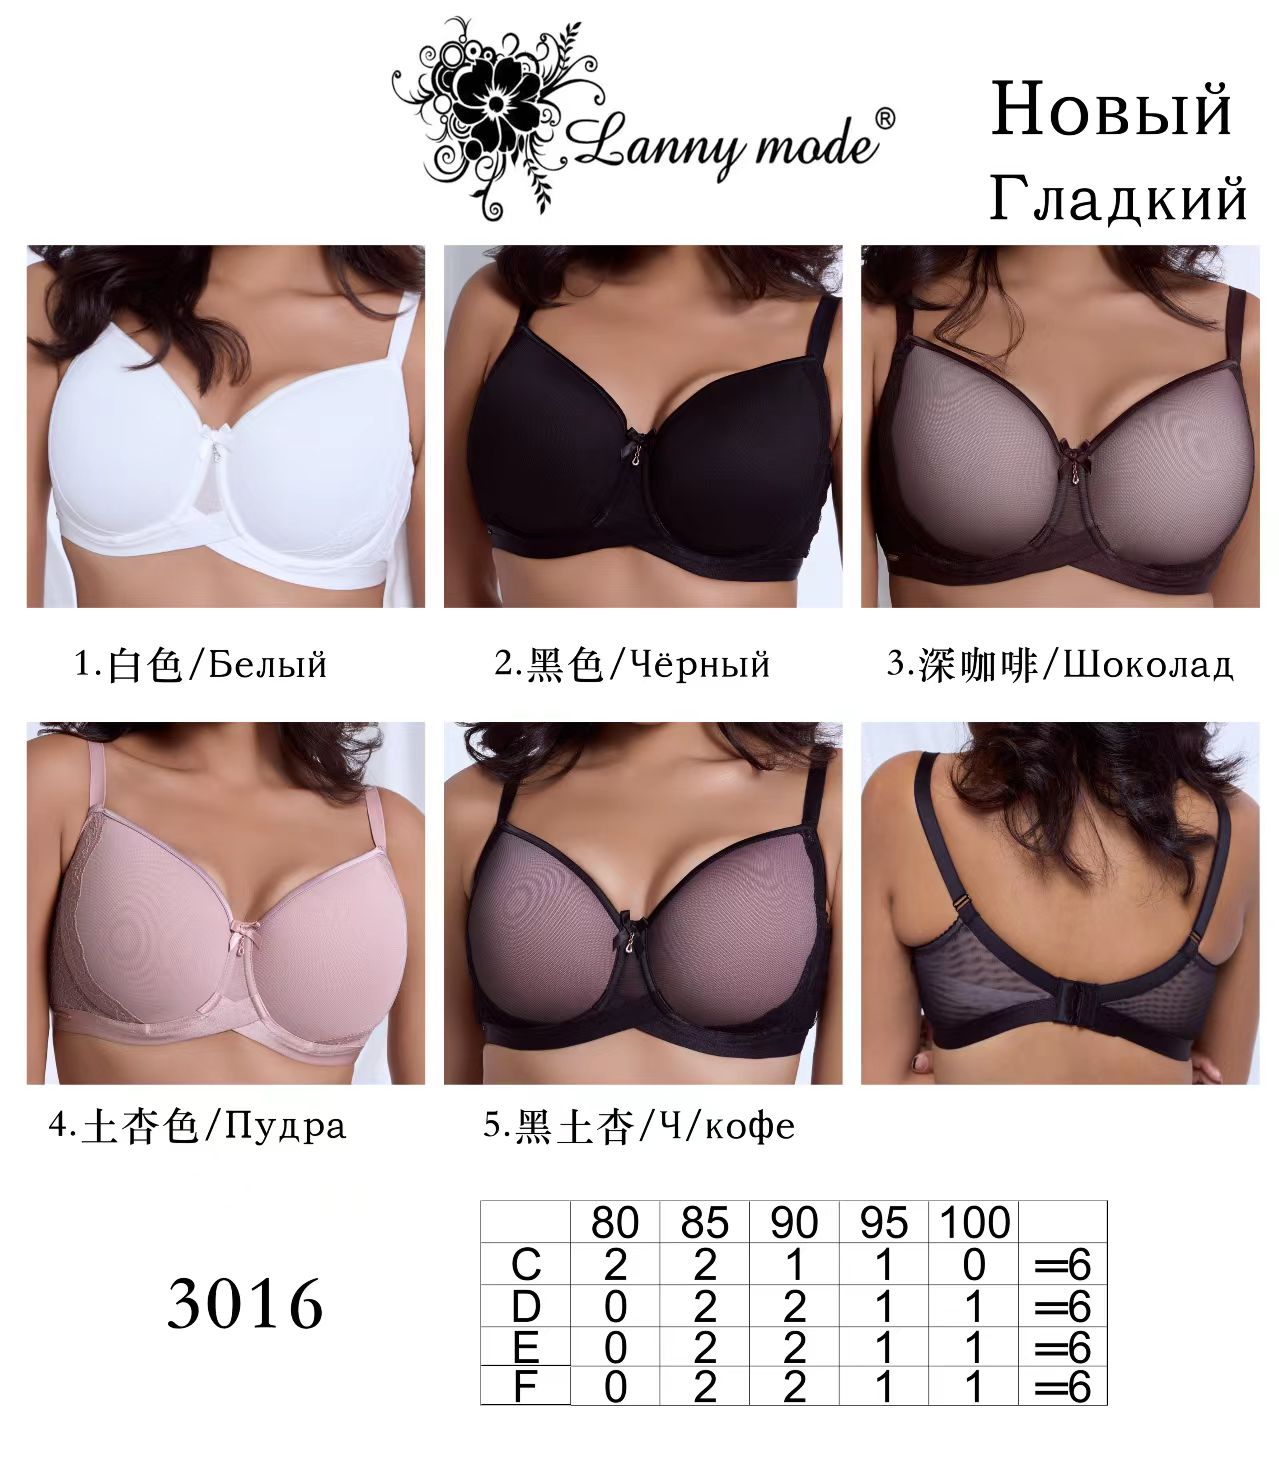 Lanny mode®
Новый
Гладкий
1.白色/Белый
2.黑色/Чёрный
3.深咖啡/Шоколад
4.土杏色/Пудра
5.黑土杏/Ч/кофе
3016
80 85 90 95 100
C 2 2 1 1 0 =6
D 0 2 2 1 1 =6
E 0 2 2 1 1 =6
F 0 2 2 1 1 =6